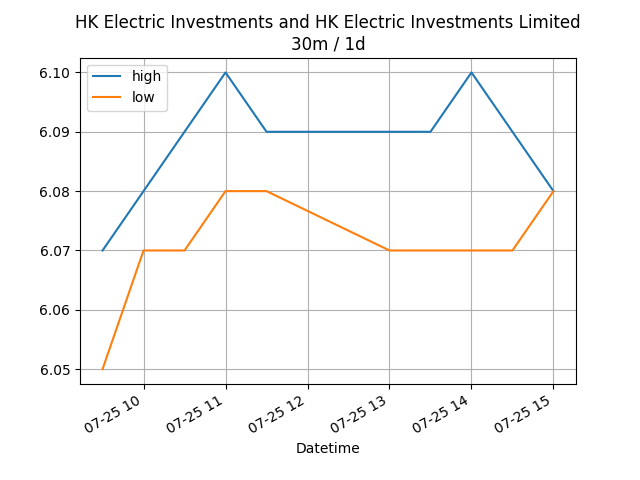 HK Electric Investments and HK Electric Investments Limited
30m / 1d
high
low
6.10
6.09
6.08
6.07
6.06
6.05
07-25 10
07-25 11
07-25 12
07-25 13
07-25 14
07-25 15
Datetime